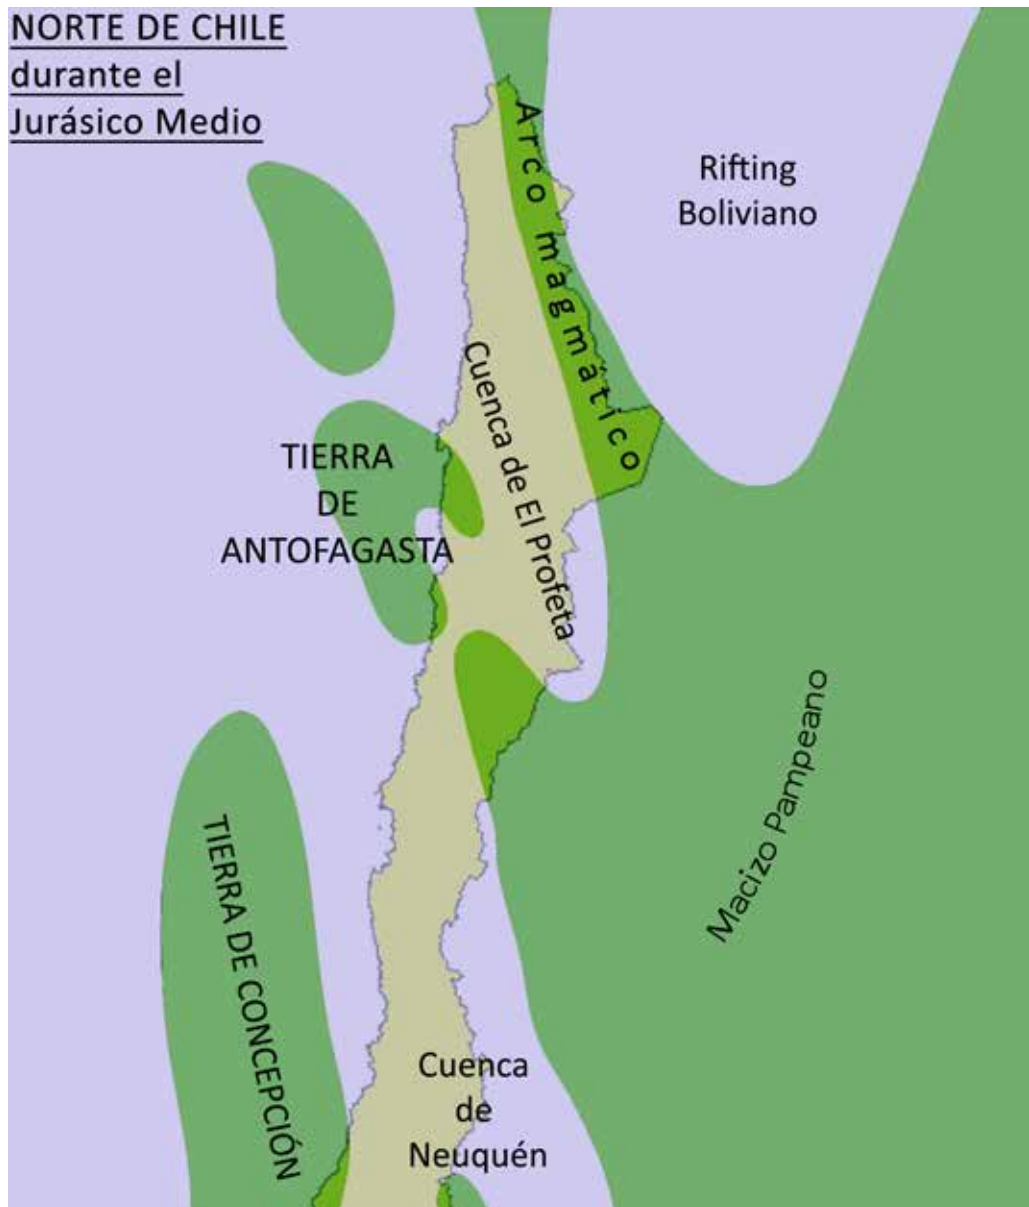 NORTE DE CHILE
durante el
Jurásico Medio
Arco magmático
Rifting
Boliviano
Cuenca de El Profeta
TIERRA
DE
ANTOFAGASTA
Macizo Pampeano
TIERRA DE CONCEPCIÓN
Cuenca
de
Neuquén